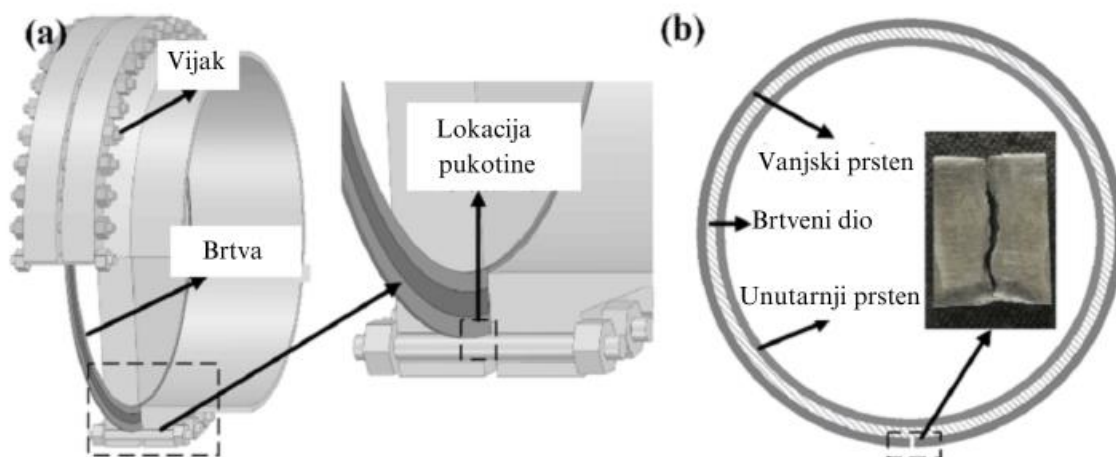 (a)
Vijak
Brtva
Lokacija
pukotine
(b)
Vanjski prsten
Brtveni dio
Unutarnji prsten